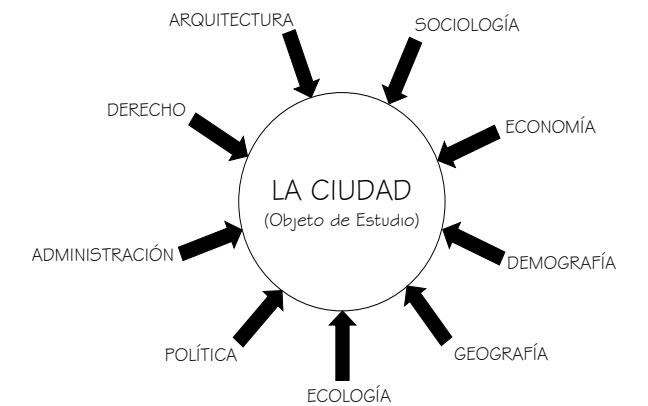 ARQUITECTURA
SOCIOLOGÍA
DERECHO
ECONOMÍA
LA CIUDAD
(Objeto de Estudio)
ADMINISTRACIÓN
DEMOGRAFÍA
POLÍTICA
GEOGRAFÍA
ECOLOGÍA